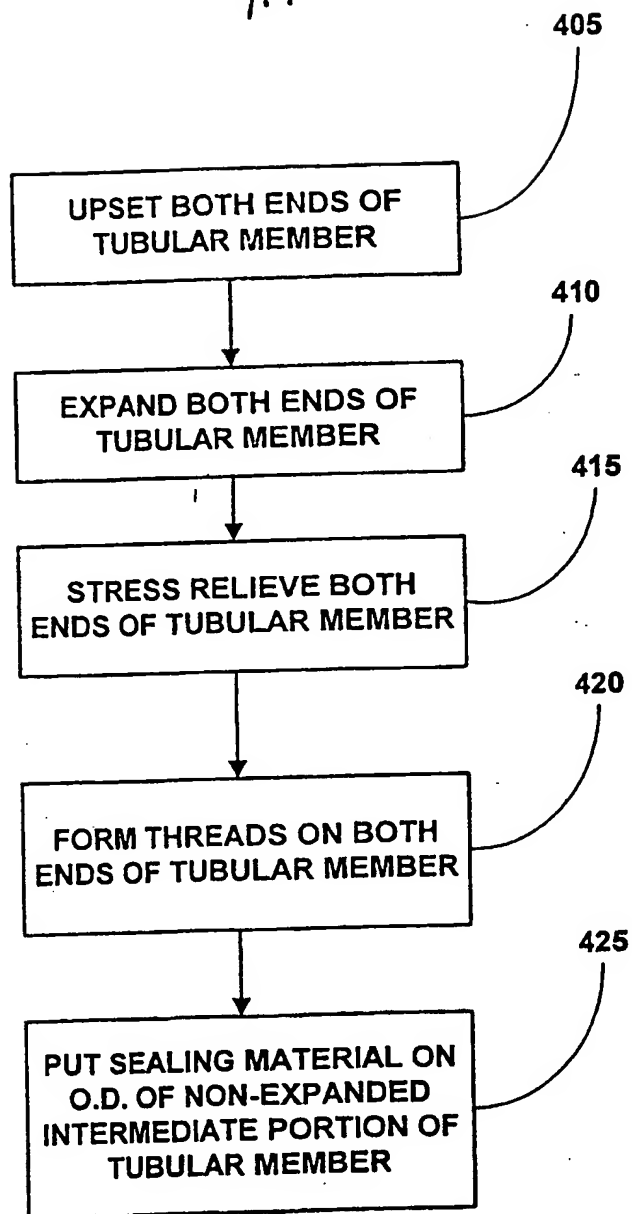 405
UPSET BOTH ENDS OF
TUBULAR MEMBER
410
EXPAND BOTH ENDS OF
TUBULAR MEMBER
415
STRESS RELIEVE BOTH
ENDS OF TUBULAR MEMBER
420
FORM THREADS ON BOTH
ENDS OF TUBULAR MEMBER
425
PUT SEALING MATERIAL ON
O.D. OF NON-EXPANDED
INTERMEDIATE PORTION OF
TUBULAR MEMBER